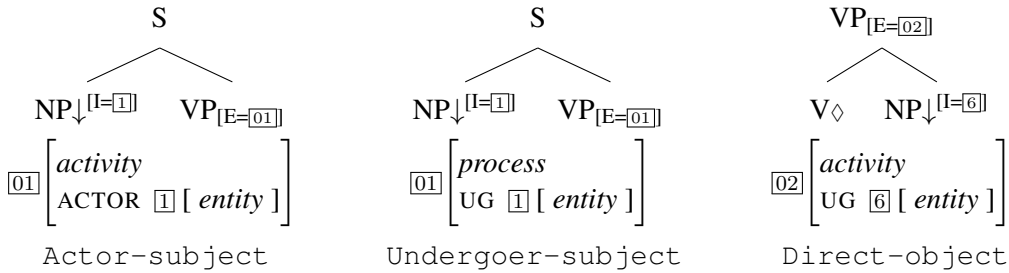 S S VP[E=02]
NP↓[I=1] VP[E=01] NP↓[I=1] VP[E=01] V◊ NP↓[I=6]
01 [activity 01 [process 02 [activity
ACTOR 1 [ entity ]] UG 1 [ entity ]] UG 6 [ entity ]]
Actor-subject Undergoer-subject Direct-object